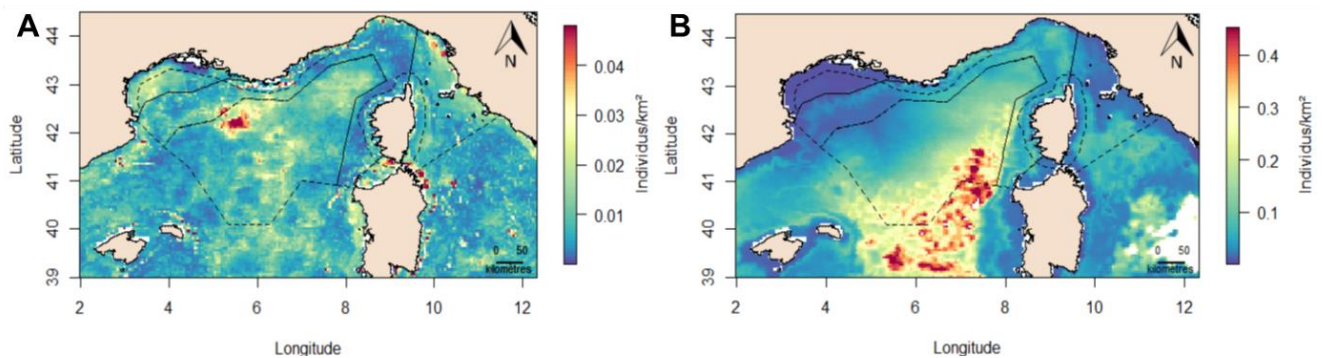 A
N
44
43
42
41
40
39
Latitude
2
4
6
8
10
12
Longitude
0 50
kilomètres
0.04
0.03
0.02
0.01
Individus/km²
B
N
44
43
42
41
40
39
Latitude
2
4
6
8
10
12
Longitude
0 50
kilomètres
0.4
0.3
0.2
0.1
Individus/km²